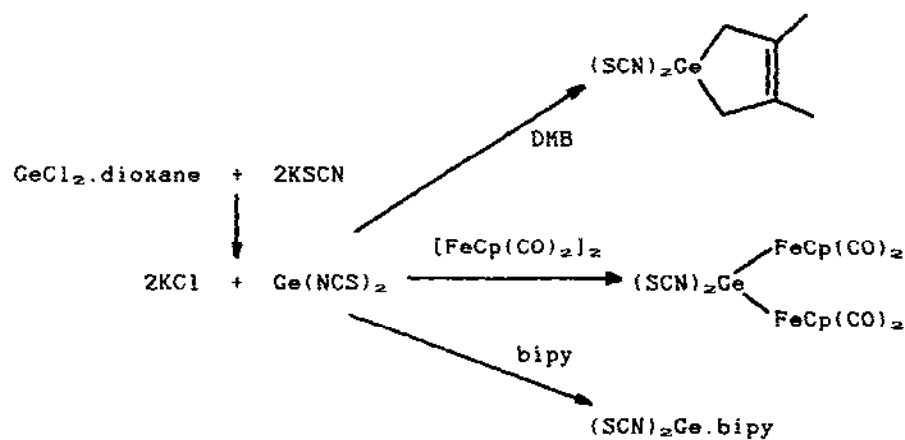 (SCN)₂Ge
DMB
GeCl₂.dioxane + 2KSCN
[FeCp(CO)₂]₂
FeCp(CO)₂
2KCl + Ge(NCS)₂
(SCN)₂Ge
FeCp(CO)₂
bipy
(SCN)₂Ge.bipy